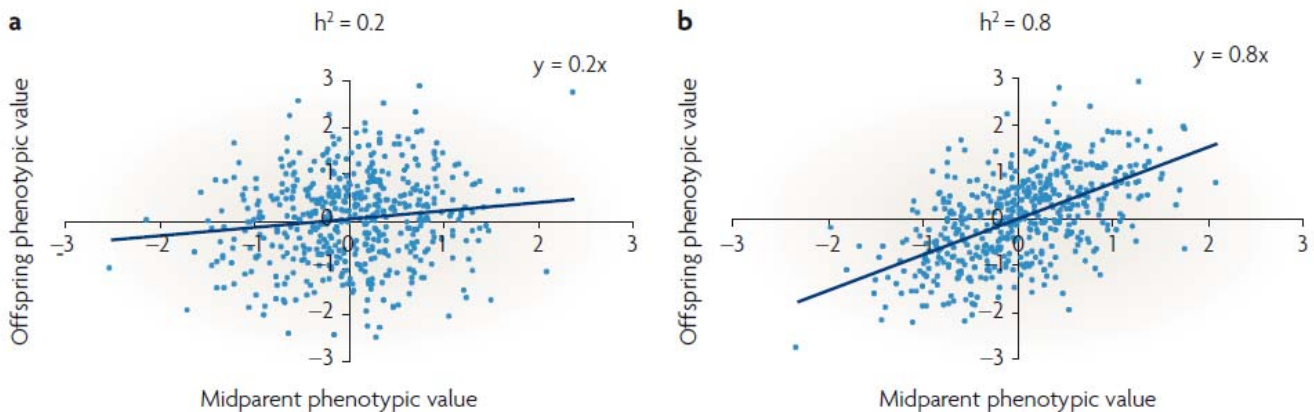 a
h² = 0.2
y = 0.2x
Offspring phenotypic value
3
2
1
0
–1
–2
–3
–3
–2
–1
0
1
2
3
Midparent phenotypic value
b
h² = 0.8
y = 0.8x
Offspring phenotypic value
3
2
1
0
–1
–2
–3
–3
–2
–1
0
1
2
3
Midparent phenotypic value